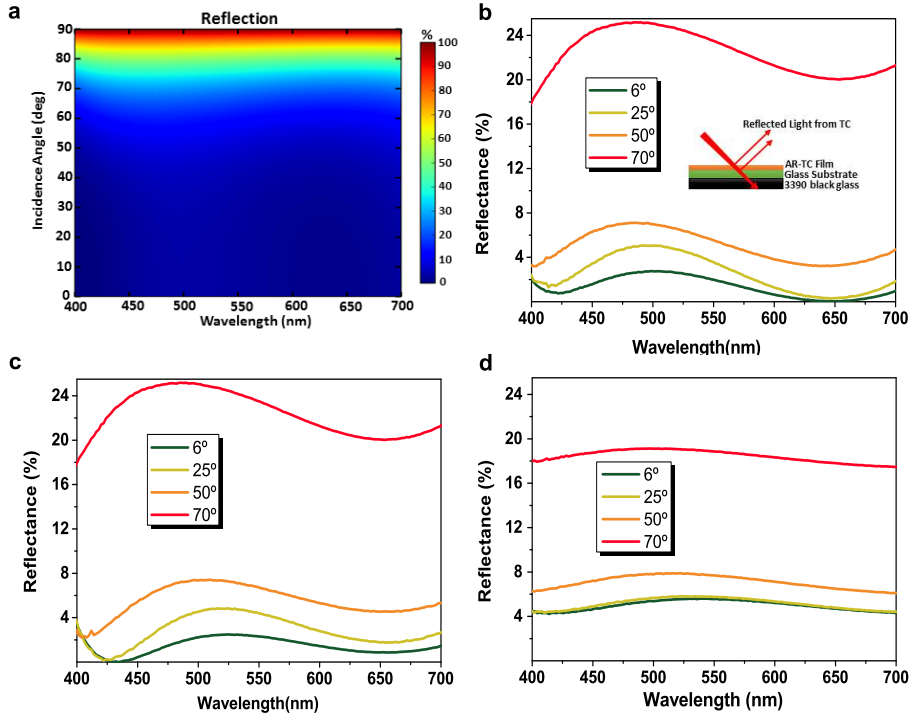 a
Reflection
%
90
80
70
60
50
40
30
20
10
0
Incidence Angle (deg)
400
450
500
550
600
650
700
Wavelength (nm)
100
90
80
70
60
50
40
30
20
10
0
b
24
20
16
12
8
4
Reflectance (%)
6º
25º
50º
70º
Reflected Light from TC
AR-TC Film
Glass Substrate
3390 black glass
400
450
500
550
600
650
700
Wavelength(nm)
c
24
20
16
12
8
4
Reflectance (%)
6º
25º
50º
70º
400
450
500
550
600
650
700
Wavelength(nm)
d
24
20
16
12
8
4
Reflectance (%)
6º
25º
50º
70º
400
450
500
550
600
650
700
Wavelength (nm)